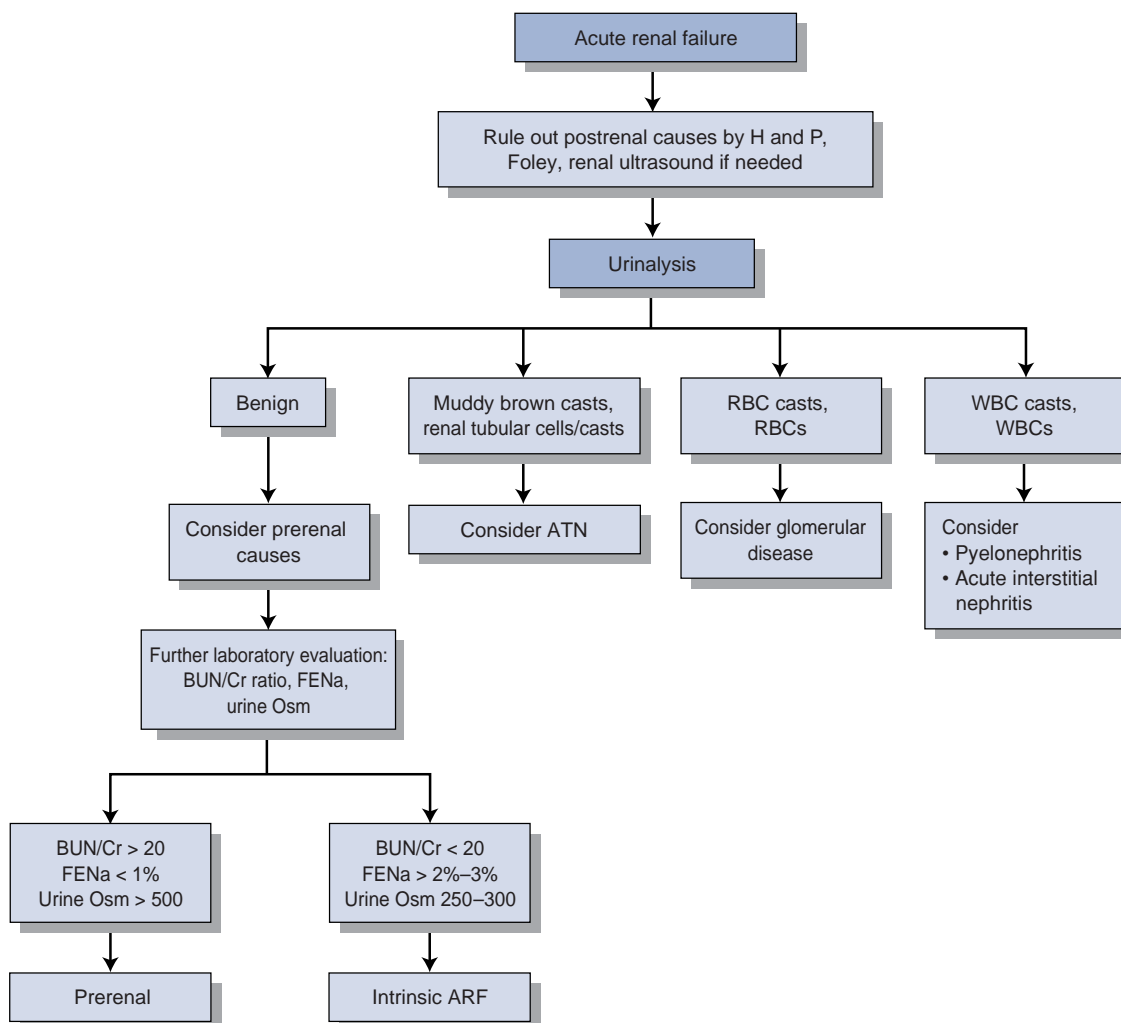 Acute renal failure
Rule out postrenal causes by H and P,
Foley, renal ultrasound if needed
Urinalysis
Benign
Muddy brown casts,
renal tubular cells/casts
RBC casts,
RBCs
WBC casts,
WBCs
Consider prerenal
causes
Consider ATN
Consider glomerular
disease
Consider
• Pyelonephritis
• Acute interstitial
nephritis
Further laboratory evaluation:
BUN/Cr ratio, FENa,
urine Osm
BUN/Cr > 20
FENa < 1%
Urine Osm > 500
BUN/Cr < 20
FENa > 2%–3%
Urine Osm 250–300
Prerenal
Intrinsic ARF